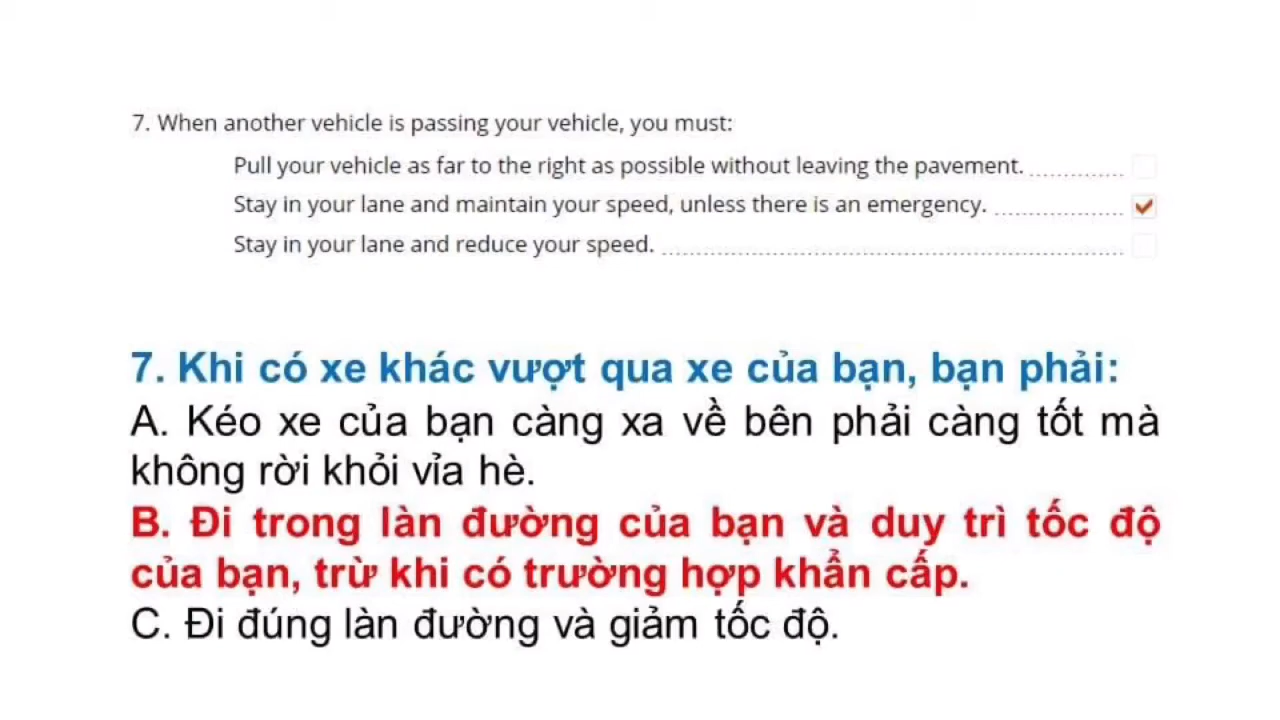 7. When another vehicle is passing your vehicle, you must:
Pull your vehicle as far to the right as possible without leaving the pavement. ..............
Stay in your lane and maintain your speed, unless there is an emergency. ...................
Stay in your lane and reduce your speed. .....................................................................
7. Khi có xe khác vượt qua xe của bạn, bạn phải:
A. Kéo xe của bạn càng xa về bên phải càng tốt mà
không rời khỏi vỉa hè.
B. Đi trong làn đường của bạn và duy trì tốc độ
của bạn, trừ khi có trường hợp khẩn cấp.
C. Đi đúng làn đường và giảm tốc độ.